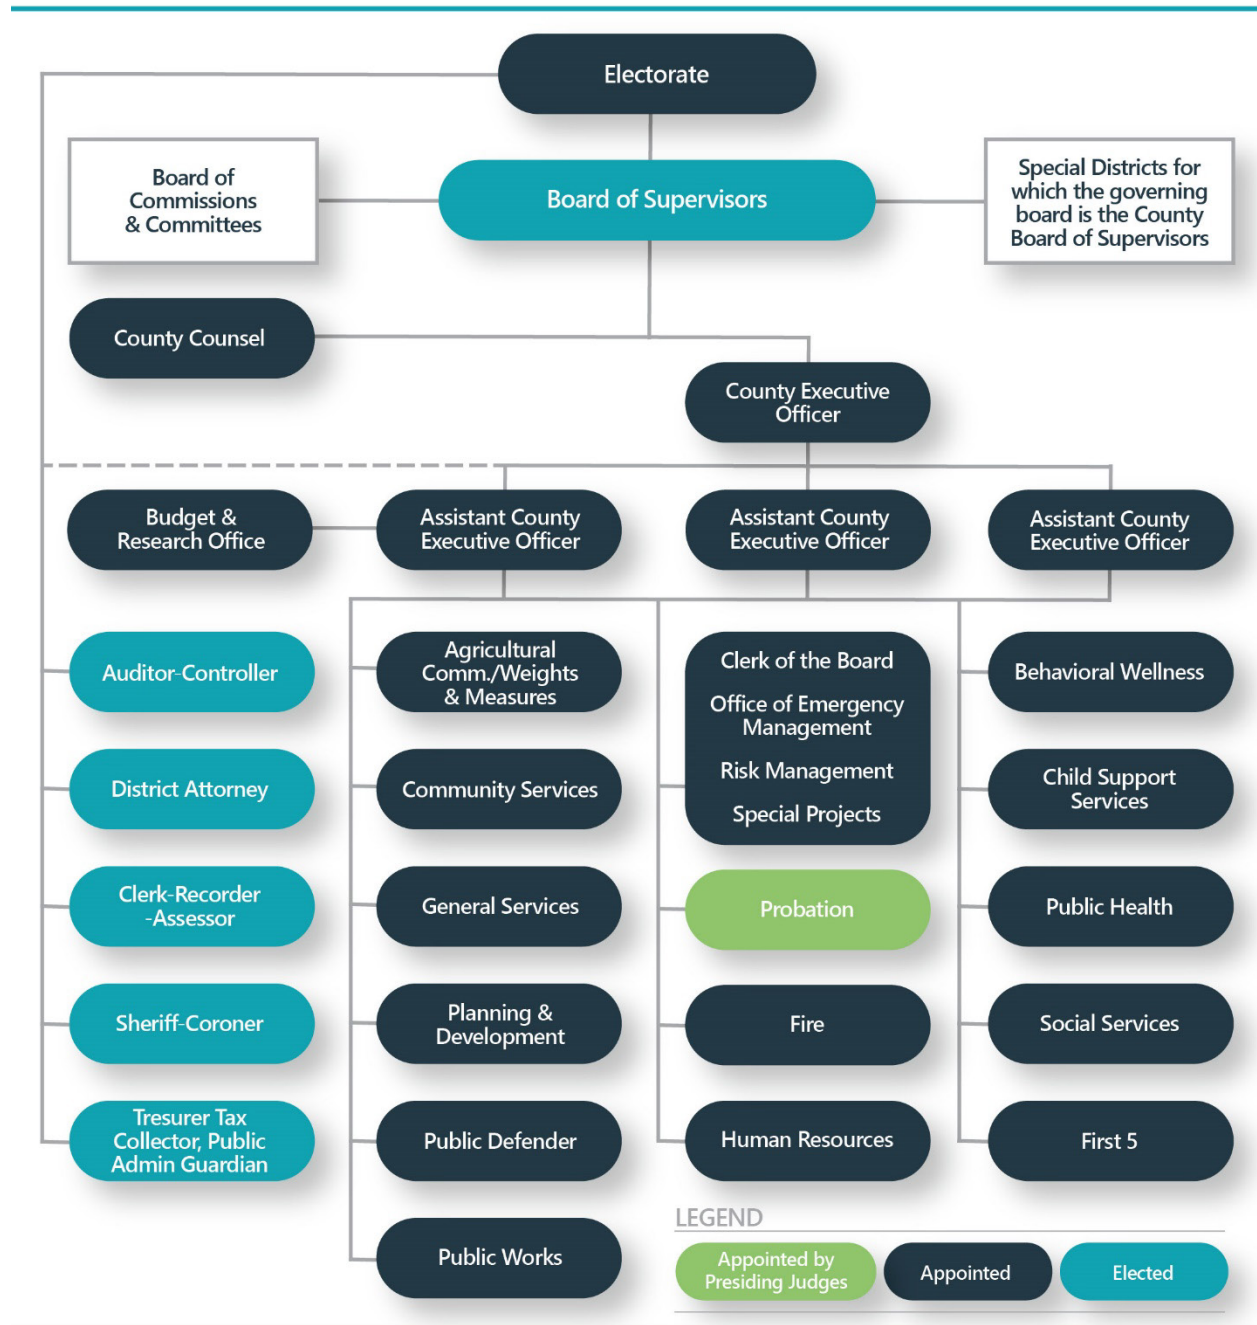 Electorate
Board of
Commissions
& Committees
Board of Supervisors
Special Districts for
which the governing
board is the County
Board of Supervisors
County Counsel
County Executive
Officer
Budget &
Research Office
Assistant County
Executive Officer
Assistant County
Executive Officer
Assistant County
Executive Officer
Auditor-Controller
District Attorney
Clerk-Recorder
-Assessor
Sheriff-Coroner
Tresurer Tax
Collector, Public
Admin Guardian
Agricultural
Comm./Weights
& Measures
Community Services
General Services
Planning &
Development
Public Defender
Public Works
Clerk of the Board
Office of Emergency
Management
Risk Management
Special Projects
Probation
Fire
Human Resources
Behavioral Wellness
Child Support
Services
Public Health
Social Services
First 5
LEGEND
Appointed by
Presiding Judges
Appointed
Elected